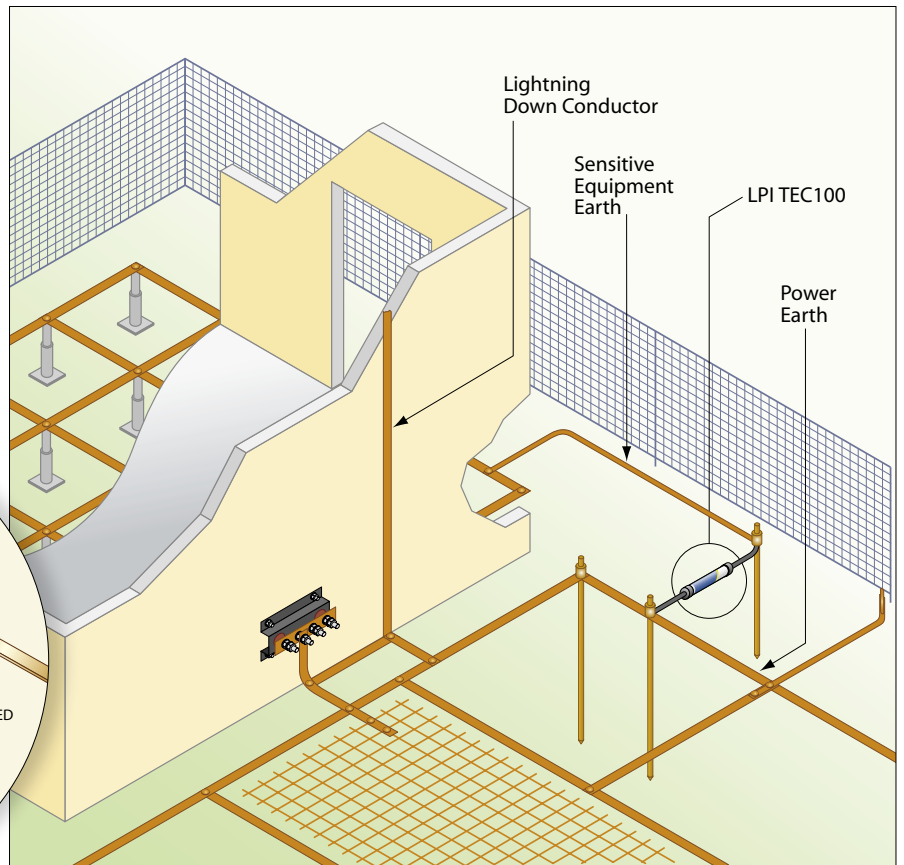 Lightning
Down Conductor
Sensitive
Equipment
Earth
LPI TEC100
Power
Earth